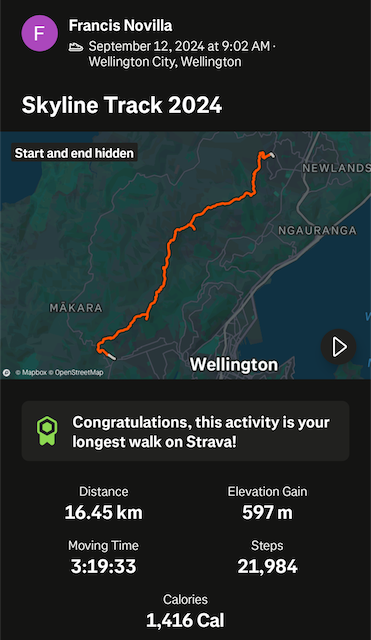 F
Francis Novilla
September 12, 2024 at 9:02 AM ·
Wellington City, Wellington
Skyline Track 2024
Start and end hidden
NEWLANDS
NGAURANGA
MĀKARA
Wellington
© Mapbox © OpenStreetMap
Congratulations, this activity is your
longest walk on Strava!
Distance
Elevation Gain
16.45 km
597 m
Moving Time
Steps
3:19:33
21,984
Calories
1,416 Cal